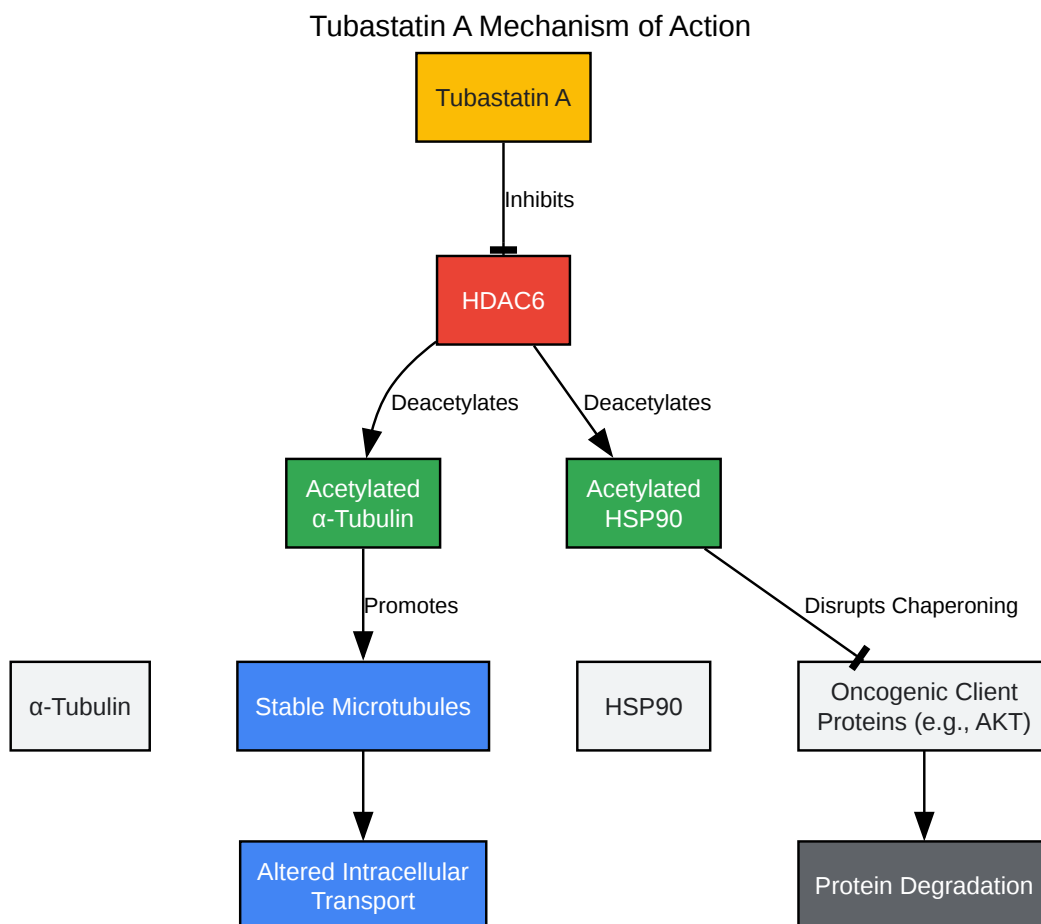 Tubastatin A Mechanism of Action
Tubastatin A
Inhibits
HDAC6
Deacetylates
Deacetylates
Acetylated
α-Tubulin
Acetylated
HSP90
Promotes
Disrupts Chaperoning
α-Tubulin
Stable Microtubules
HSP90
Oncogenic Client
Proteins (e.g., AKT)
Altered Intracellular
Transport
Protein Degradation